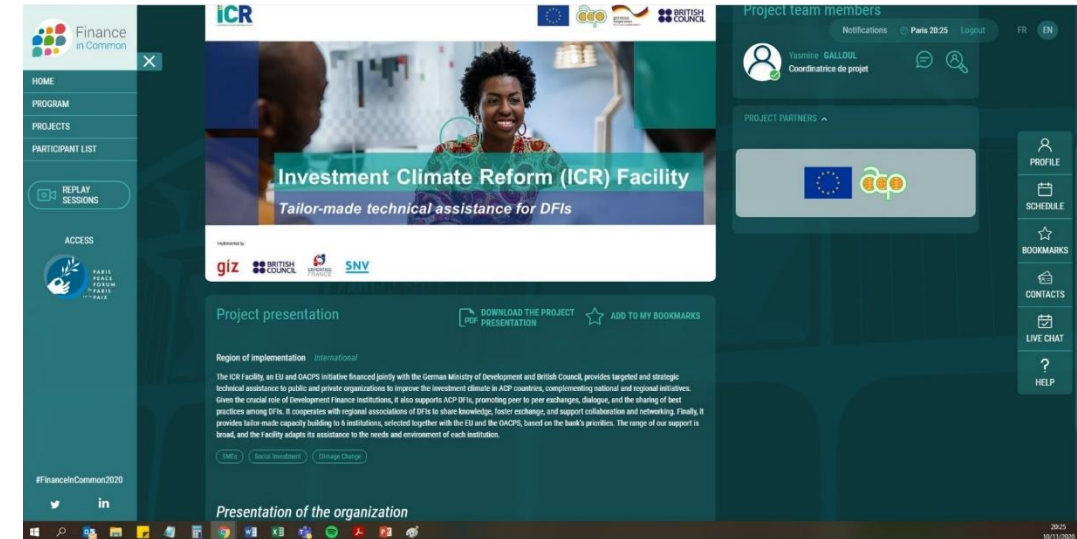 Finance
in Common
HOME
PROGRAM
PROJECTS
PARTICIPANT LIST
REPLAY
SESSIONS
ACCESS
PARIS
PEACE
FORUM
#FinanceInCommon2020
in
iCR
BRITISH
COUNCIL
Investment Climate Reform (ICR) Facility
Tailor-made technical assistance for DFIs
Implemented by
giz
BRITISH
COUNCIL
EXPERTISE
FRANCE
SNV
Project presentation
PDF
DOWNLOAD THE PROJECT
PRESENTATION
ADD TO MY BOOKMARKS
Region of implementation International
The ICR Facility, an EU and OACPS initiative financed jointly with the German Ministry of Development and British Council, provides targeted and strategic
technical assistance to public and private organizations to improve the investment climate in ACP countries, complementing national and regional initiatives.
Given the crucial role of Development Finance Institutions, it also supports ACP DFIs, promoting peer to peer exchanges, dialogue, and the sharing of best
practices among DFIs. It cooperates with regional associations of DFIs to share knowledge, foster exchange, and support collaboration and networking. Finally, it
provides tailor-made capacity building to 6 institutions, selected together with the EU and the OACPS, based on the bank's priorities. The range of our support is
broad, and the Facility adapts its assistance to the needs and environment of each institution.
SMEs
Social Investment
Climage Change
Presentation of the organization
Project team members
Notifications
Paris 20:25
Logout
FR
EN
Yasmine GALLOUL
Coordinatrice de projet
PROJECT PARTNERS
acp
PROFILE
SCHEDULE
BOOKMARKS
CONTACTS
LIVE CHAT
?
HELP
20:25
10/11/2020